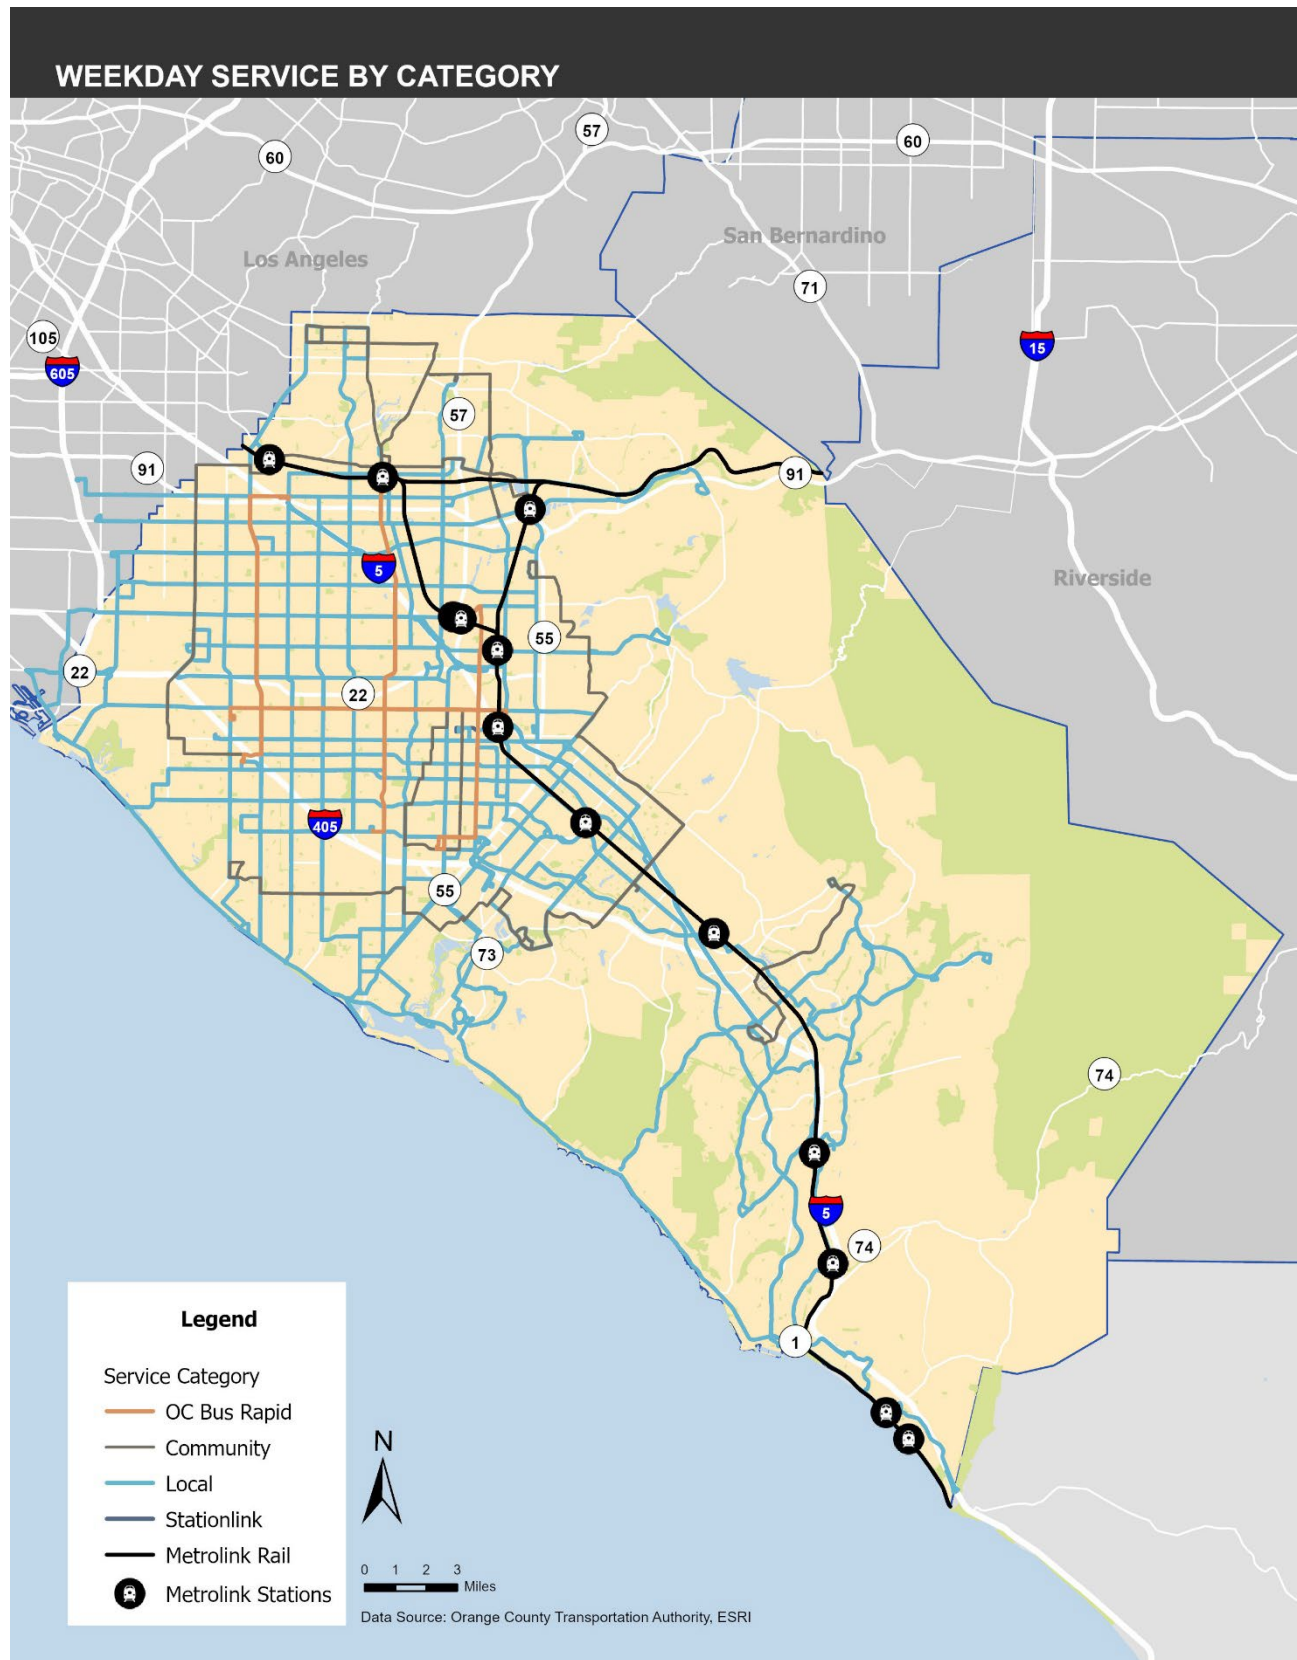 WEEKDAY SERVICE BY CATEGORY
57
60
60
San Bernardino
Los Angeles
71
105
15
605
57
91
91
5
Riverside
55
22
22
405
55
73
74
5
74
1
Legend
Service Category
OC Bus Rapid
Community
Local
Stationlink
Metrolink Rail
Metrolink Stations
N
0 1 2 3
Miles
Data Source: Orange County Transportation Authority, ESRI